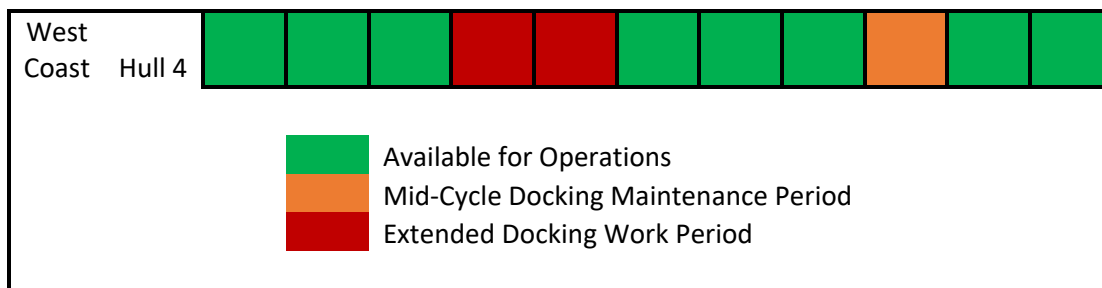 West
Coast Hull 4
Available for Operations
Mid-Cycle Docking Maintenance Period
Extended Docking Work Period